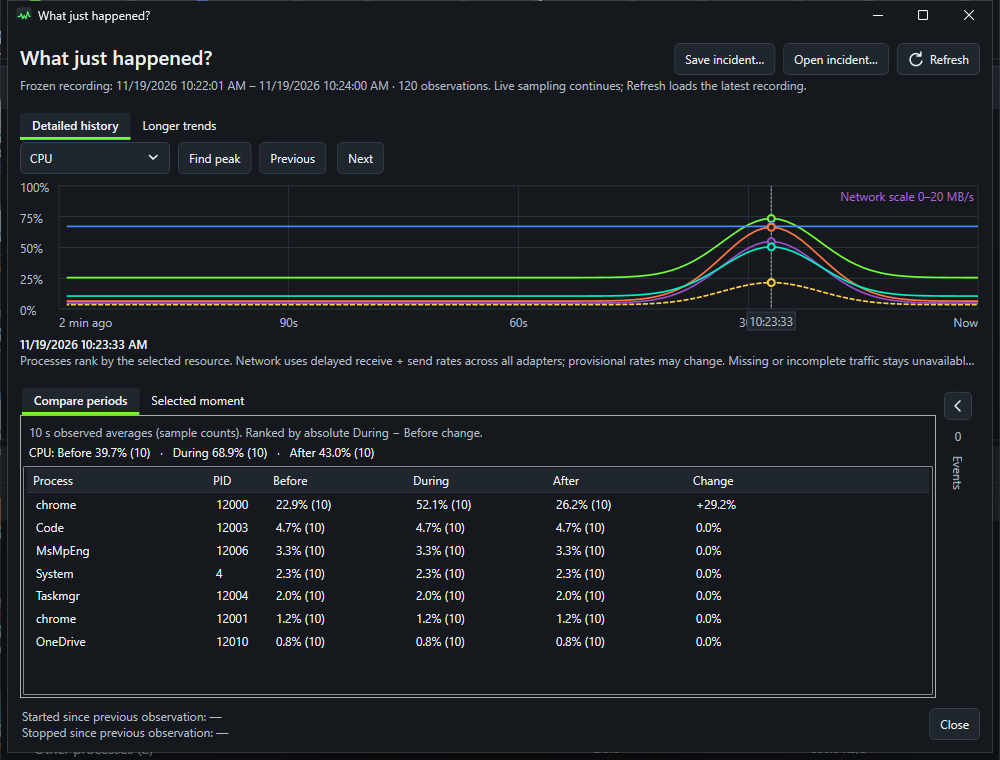 What just happened?
What just happened?
Save incident...
Open incident...
Refresh
Frozen recording: 11/19/2026 10:22:01 AM – 11/19/2026 10:24:00 AM · 120 observations. Live sampling continues; Refresh loads the latest recording.
Detailed history
Longer trends
CPU
Find peak
Previous
Next
100%
75%
50%
25%
0%
Network scale 0–20 MB/s
2 min ago
90s
60s
10:23:33
Now
11/19/2026 10:23:33 AM
Processes rank by the selected resource. Network uses delayed receive + send rates across all adapters; provisional rates may change. Missing or incomplete traffic stays unavailabl...
Compare periods
Selected moment
0
Events
10 s observed averages (sample counts). Ranked by absolute During − Before change.
CPU: Before 39.7% (10) · During 68.9% (10) · After 43.0% (10)
Process PID Before During After Change
chrome 12000 22.9% (10) 52.1% (10) 26.2% (10) +29.2%
Code 12003 4.7% (10) 4.7% (10) 4.7% (10) 0.0%
MsMpEng 12006 3.3% (10) 3.3% (10) 3.3% (10) 0.0%
System 4 2.3% (10) 2.3% (10) 2.3% (10) 0.0%
Taskmgr 12004 2.0% (10) 2.0% (10) 2.0% (10) 0.0%
chrome 12001 1.2% (10) 1.2% (10) 1.2% (10) 0.0%
OneDrive 12010 0.8% (10) 0.8% (10) 0.8% (10) 0.0%
Started since previous observation: —
Stopped since previous observation: —
Close